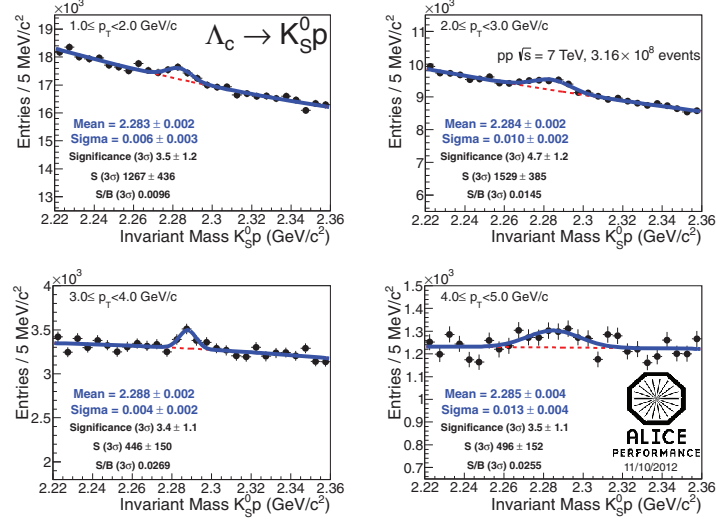 ×10³
1.0≤ p_T<2.0 GeV/c
Λ_c → K⁰_S p
Entries / 5 MeV/c²
19
18
17
16
15
14
13
Mean = 2.283 ± 0.002
Sigma = 0.006 ± 0.003
Significance (3σ) 3.5 ± 1.2
S (3σ) 1267 ± 436
S/B (3σ) 0.0096
2.22 2.24 2.26 2.28 2.3 2.32 2.34 2.36
Invariant Mass K⁰_S p (GeV/c²)
×10³
2.0≤ p_T<3.0 GeV/c
pp √s = 7 TeV, 3.16× 10⁸ events
Entries / 5 MeV/c²
11
10
9
8
7
6
Mean = 2.284 ± 0.002
Sigma = 0.010 ± 0.002
Significance (3σ) 4.7 ± 1.2
S (3σ) 1529 ± 385
S/B (3σ) 0.0145
2.22 2.24 2.26 2.28 2.3 2.32 2.34 2.36
Invariant Mass K⁰_S p (GeV/c²)
×10³
3.0≤ p_T<4.0 GeV/c
Entries / 5 MeV/c²
4
3.5
3
2.5
2
Mean = 2.288 ± 0.002
Sigma = 0.004 ± 0.002
Significance (3σ) 3.4 ± 1.1
S (3σ) 446 ± 150
S/B (3σ) 0.0269
2.22 2.24 2.26 2.28 2.3 2.32 2.34 2.36
Invariant Mass K⁰_S p (GeV/c²)
×10³
4.0≤ p_T<5.0 GeV/c
Entries / 5 MeV/c²
1.5
1.4
1.3
1.2
1.1
1
0.9
0.8
0.7
Mean = 2.285 ± 0.004
Sigma = 0.013 ± 0.004
Significance (3σ) 3.5 ± 1.1
S (3σ) 496 ± 152
S/B (3σ) 0.0255
ALICE
PERFORMANCE
11/10/2012
2.22 2.24 2.26 2.28 2.3 2.32 2.34 2.36
Invariant Mass K⁰_S p (GeV/c²)